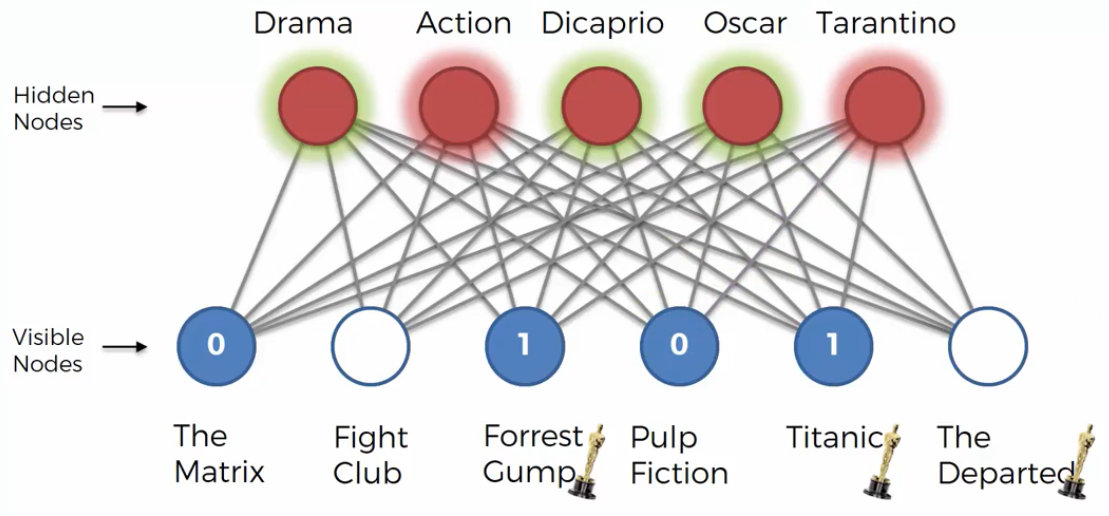 Drama Action Dicaprio Oscar Tarantino
Hidden
Nodes
Visible
Nodes
0 1 0 1
The
Matrix
Fight
Club
Forrest
Gump
Pulp
Fiction
Titanic
The
Departed